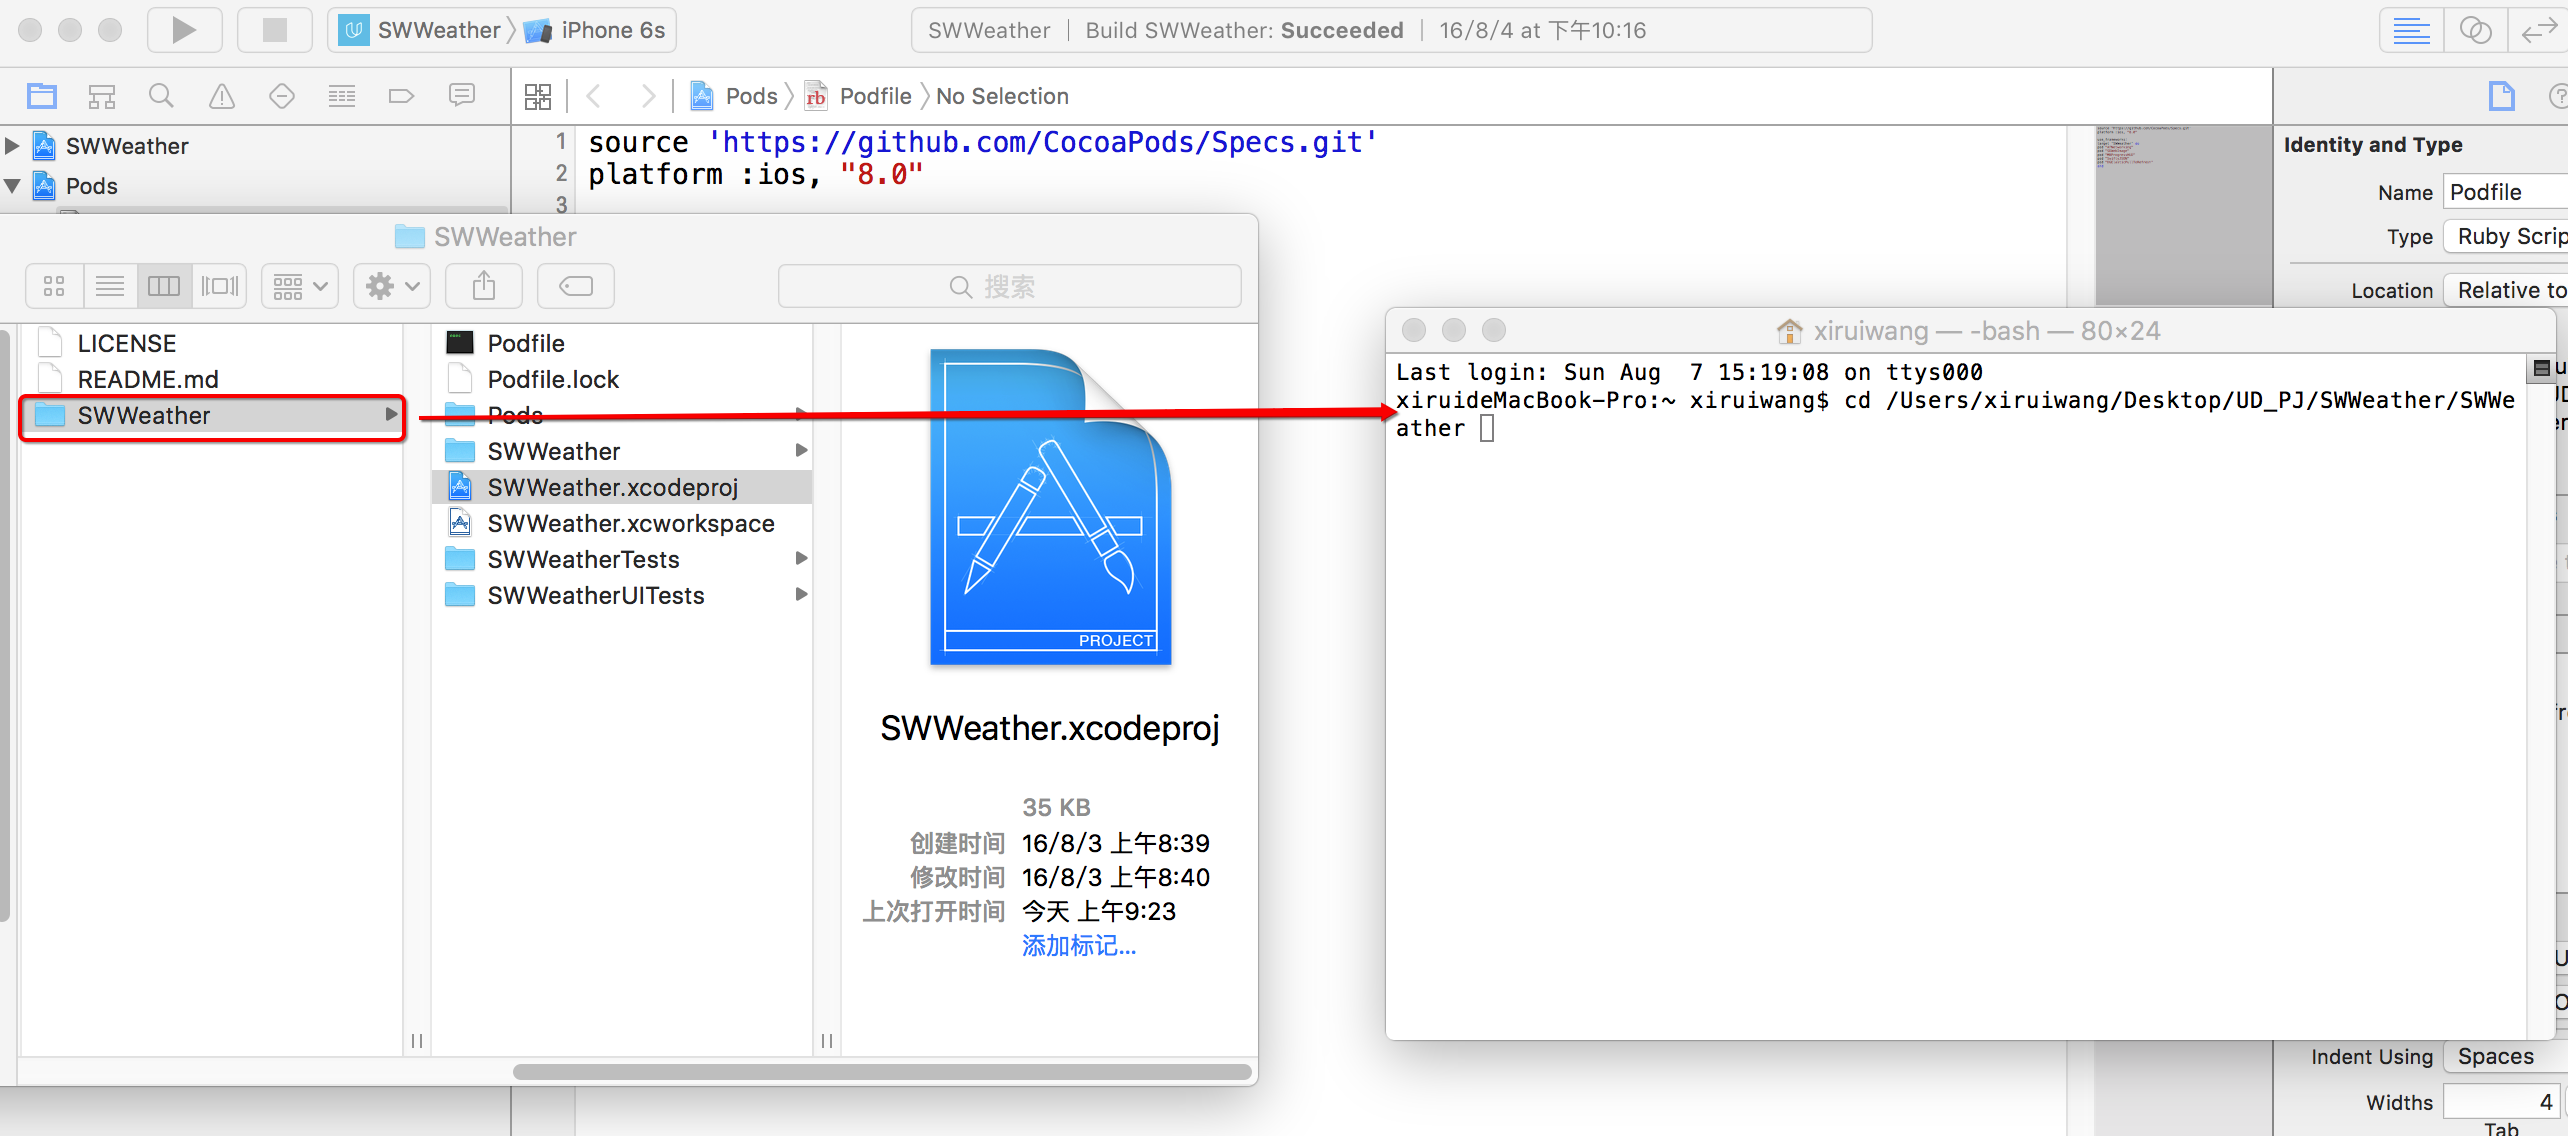 SWWeather
iPhone 6s
SWWeather | Build SWWeather: Succeeded | 16/8/4 at 下午10:16
Pods
Podfile
No Selection
SWWeather
Pods
1 source 'https://github.com/CocoaPods/Specs.git'
2 platform :ios, "8.0"
3
Identity and Type
Name Podfile
Type Ruby Scrip
Location Relative to
SWWeather
搜索
LICENSE
README.md
SWWeather
Podfile
Podfile.lock
Pods
SWWeather
SWWeather.xcodeproj
SWWeather.xcworkspace
SWWeatherTests
SWWeatherUITests
PROJECT
SWWeather.xcodeproj
35 KB
创建时间 16/8/3 上午8:39
修改时间 16/8/3 上午8:40
上次打开时间 今天 上午9:23
添加标记...
xiruiwang — -bash — 80×24
Last login: Sun Aug  7 15:19:08 on ttys000
xiruideMacBook-Pro:~ xiruiwang$ cd /Users/xiruiwang/Desktop/UD_PJ/SWWeather/SWWe
ather
Indent Using Spaces
Widths 4
Tab